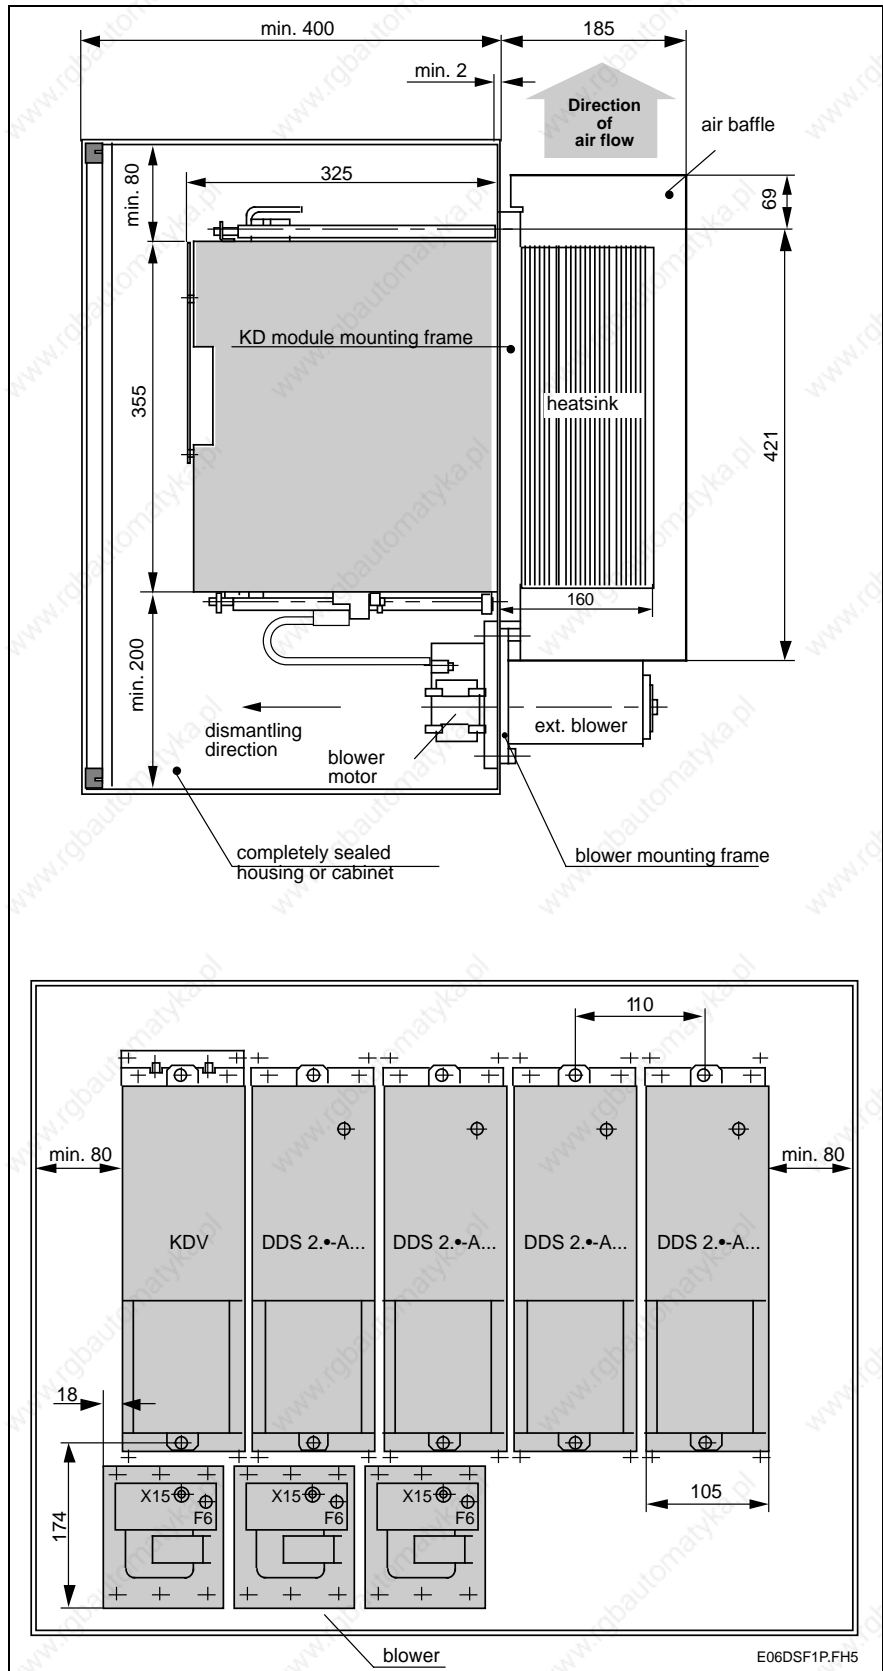 min. 400
185
min. 2
Direction
of
air flow
air baffle
min. 80
325
69
KD module mounting frame
355
heatsink
421
160
min. 200
dismantling
direction
blower
motor
ext. blower
completely sealed
housing or cabinet
blower mounting frame
110
min. 80
min. 80
KDV
DDS 2.•-A...
DDS 2.•-A...
DDS 2.•-A...
DDS 2.•-A...
18
174
X15
F6
X15
F6
X15
F6
105
blower
E06DSF1P.FH5
www.rgbautomatyka.pl